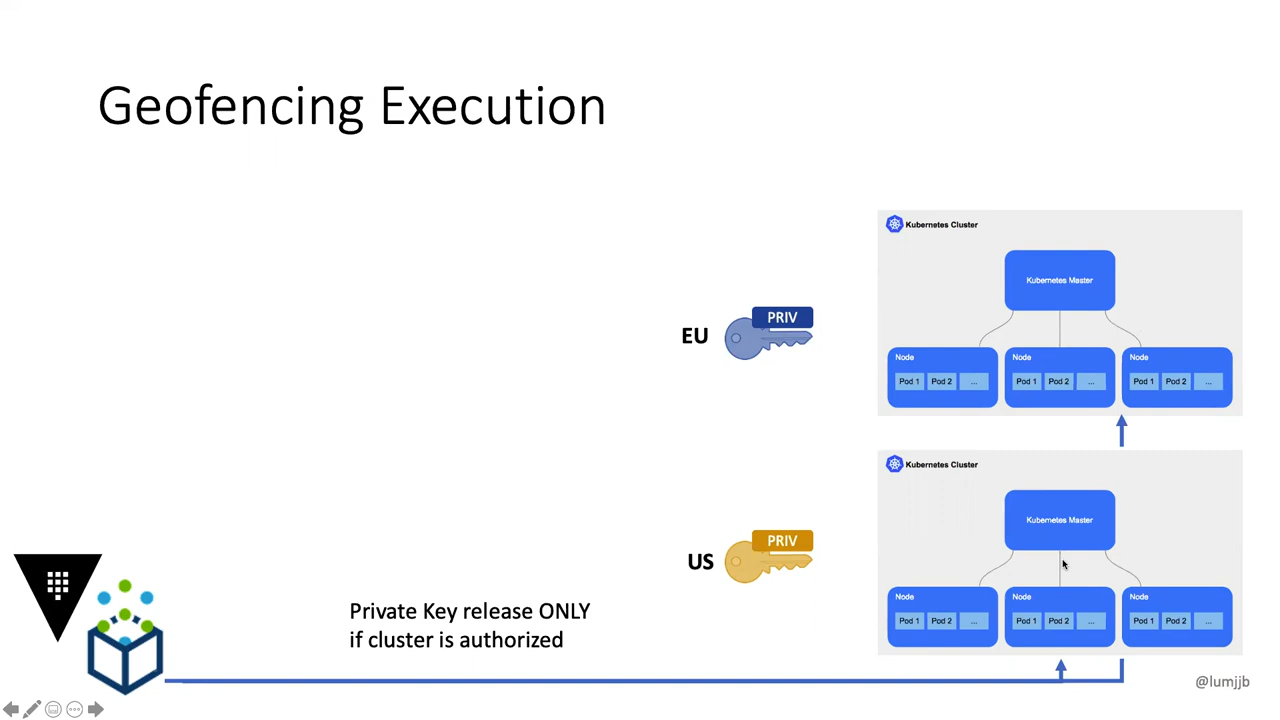 Geofencing Execution
Kubernetes Cluster
Kubernetes Master
Node
Pod 1
Pod 2
...
Node
Pod 1
Pod 2
...
Node
Pod 1
Pod 2
...
EU
PRIV
Kubernetes Cluster
Kubernetes Master
Node
Pod 1
Pod 2
...
Node
Pod 1
Pod 2
...
Node
Pod 1
Pod 2
...
US
PRIV
Private Key release ONLY
if cluster is authorized
@lumjjb